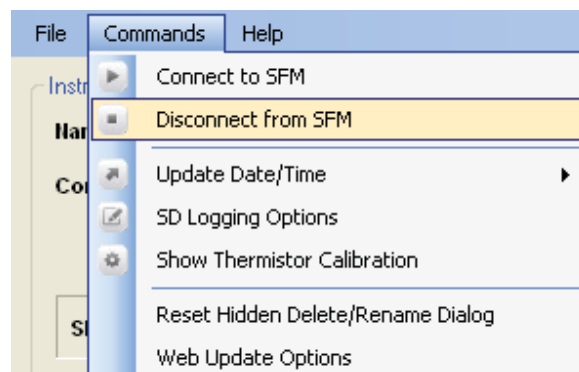 File Commands Help
Connect to SFM
Disconnect from SFM
Update Date/Time
SD Logging Options
Show Thermistor Calibration
Reset Hidden Delete/Rename Dialog
Web Update Options